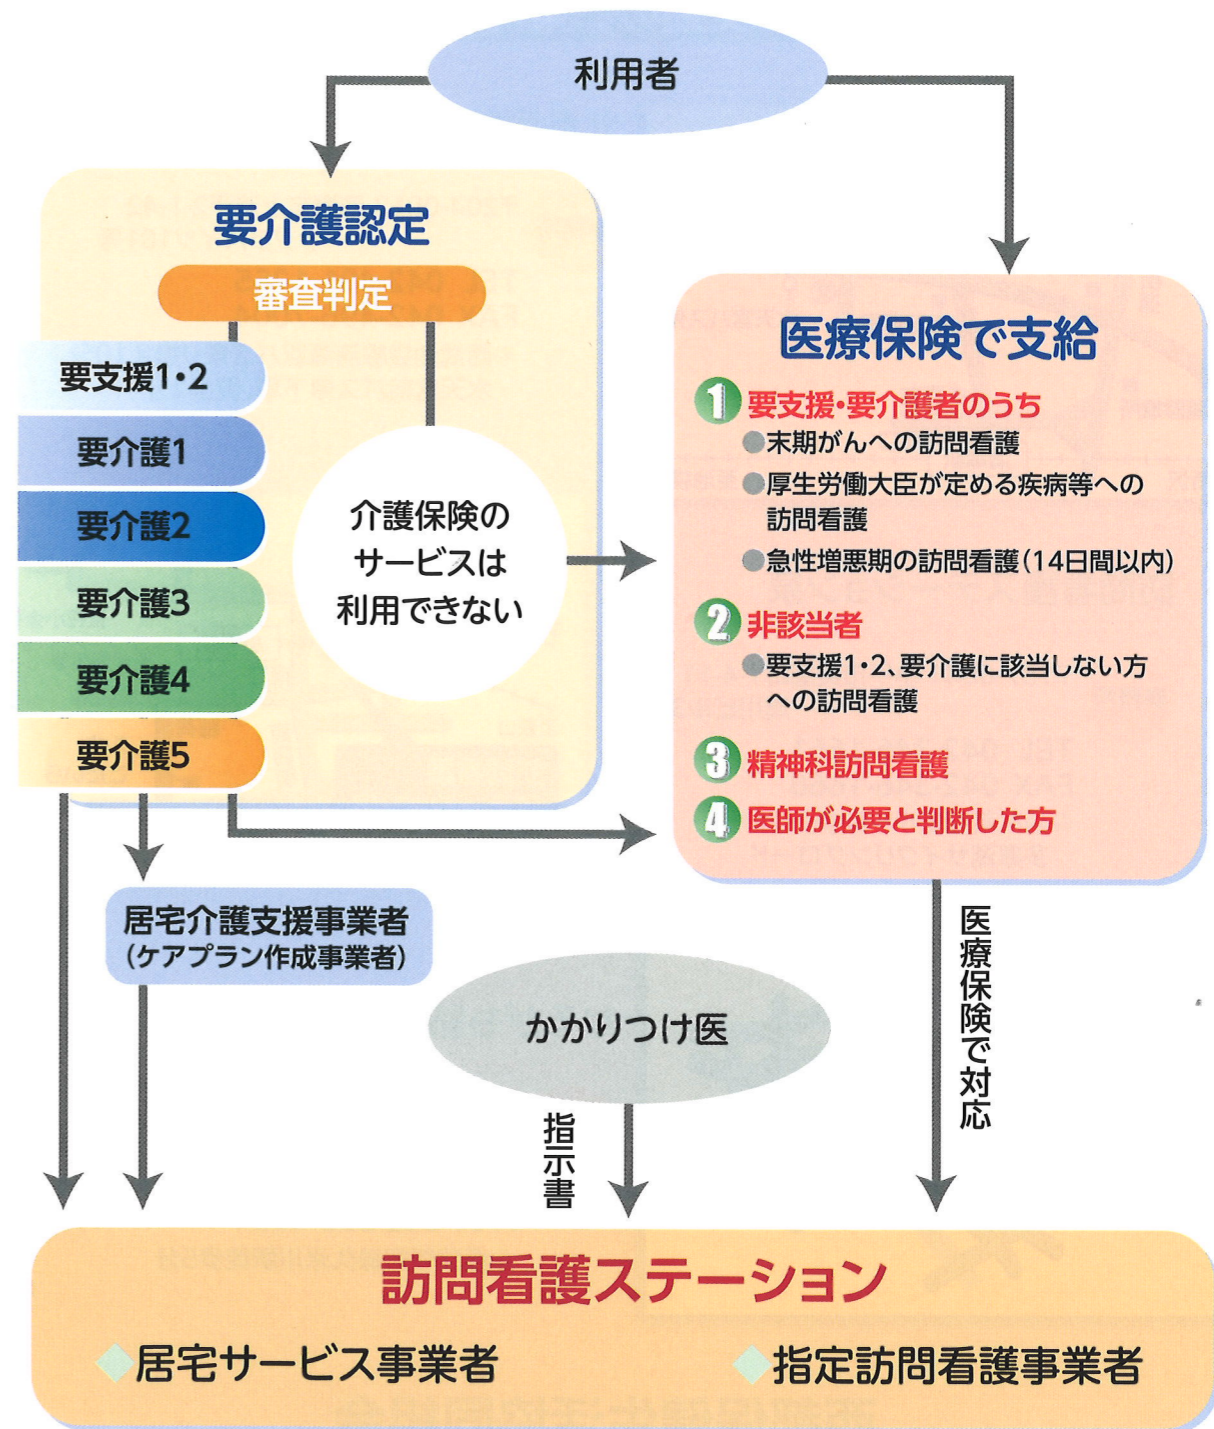 利用者
要介護認定
審査判定
要支援1・2
要介護1
要介護2
要介護3
要介護4
要介護5
介護保険の
サービスは
利用できない
医療保険で支給
1 要支援・要介護者のうち
●末期がんへの訪問看護
●厚生労働大臣が定める疾病等への
訪問看護
●急性増悪期の訪問看護(14日間以内)
2 非該当者
●要支援1・2、要介護に該当しない方
への訪問看護
3 精神科訪問看護
4 医師が必要と判断した方
居宅介護支援事業者
(ケアプラン作成事業者)
かかりつけ医
指示書
医療保険で対応
訪問看護ステーション
◆居宅サービス事業者
◆指定訪問看護事業者